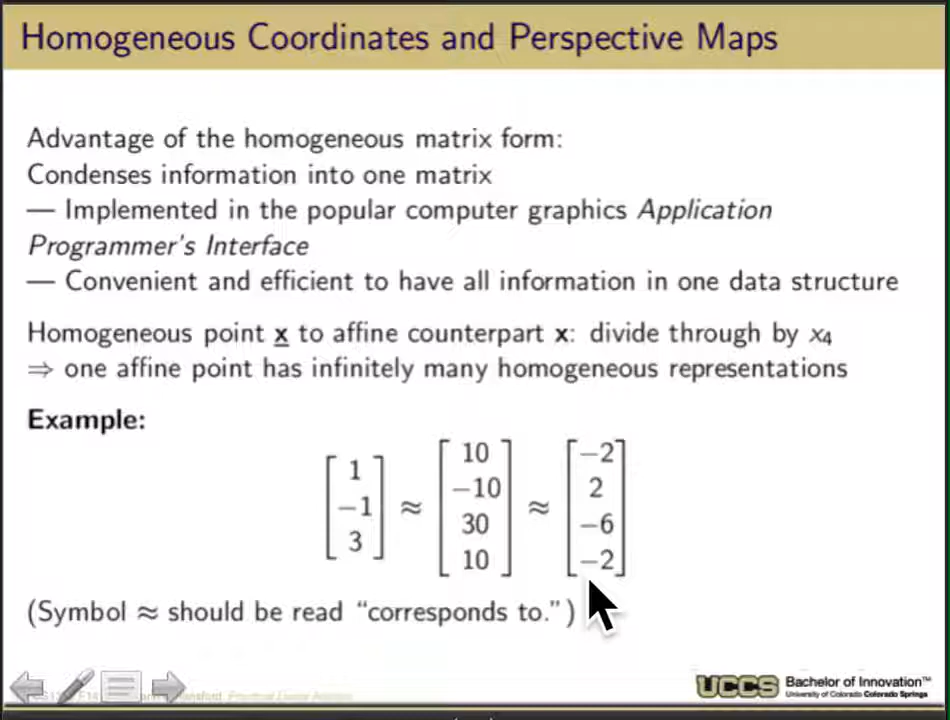 Homogeneous Coordinates and Perspective Maps
Advantage of the homogeneous matrix form:
Condenses information into one matrix
— Implemented in the popular computer graphics Application
Programmer's Interface
— Convenient and efficient to have all information in one data structure
Homogeneous point x to affine counterpart x: divide through by x₄
⇒ one affine point has infinitely many homogeneous representations
Example:
[1 −1 3] ≈ [10 −10 30 10] ≈ [−2 2 −6 −2]
(Symbol ≈ should be read “corresponds to.”)
UCCS Bachelor of Innovation™
University of Colorado Colorado Springs